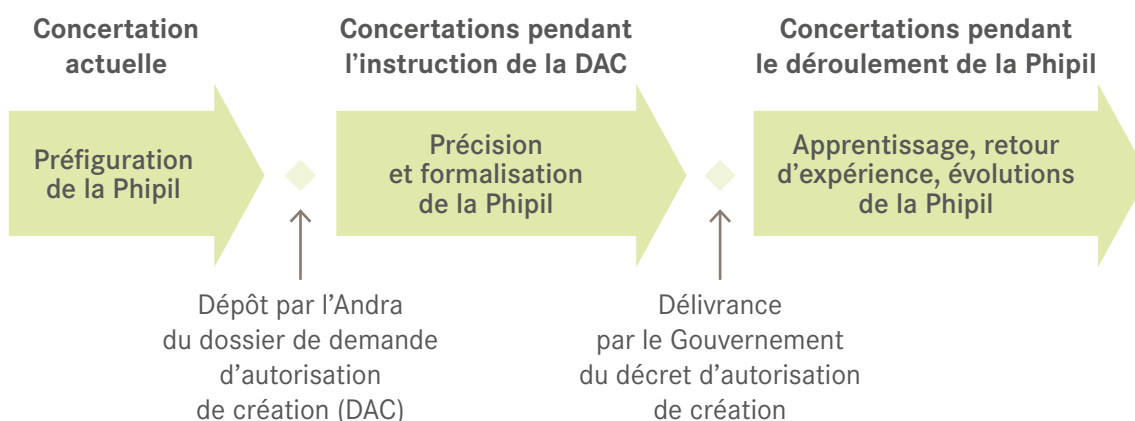 Concertation
actuelle
Concertations pendant
l’instruction de la DAC
Concertations pendant
le déroulement de la Phipil
Préfiguration
de la Phipil
Précision
et formalisation
de la Phipil
Apprentissage, retour
d’expérience, évolutions
de la Phipil
Dépôt par l’Andra
du dossier de demande
d’autorisation
de création (DAC)
Délivrance
par le Gouvernement
du décret d’autorisation
de création